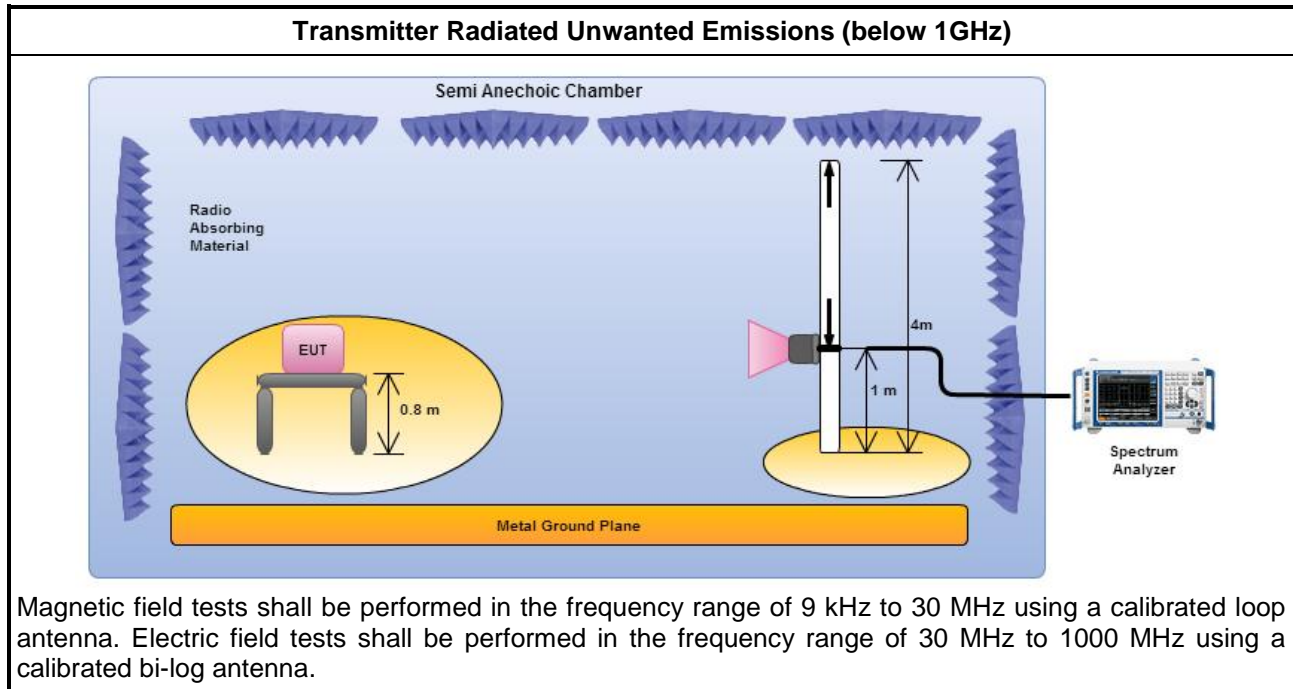 Transmitter Radiated Unwanted Emissions (below 1GHz)
Semi Anechoic Chamber
Radio
Absorbing
Material
EUT
0.8 m
4m
1 m
Spectrum
Analyzer
Metal Ground Plane
Magnetic field tests shall be performed in the frequency range of 9 kHz to 30 MHz using a calibrated loop
antenna. Electric field tests shall be performed in the frequency range of 30 MHz to 1000 MHz using a
calibrated bi-log antenna.